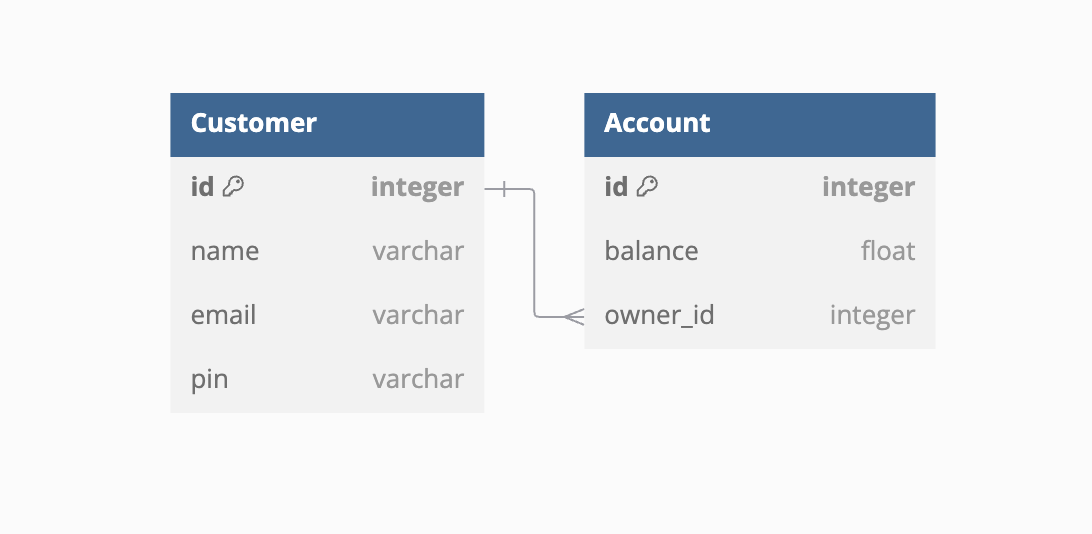 Customer
id integer
name varchar
email varchar
pin varchar
Account
id integer
balance float
owner_id integer